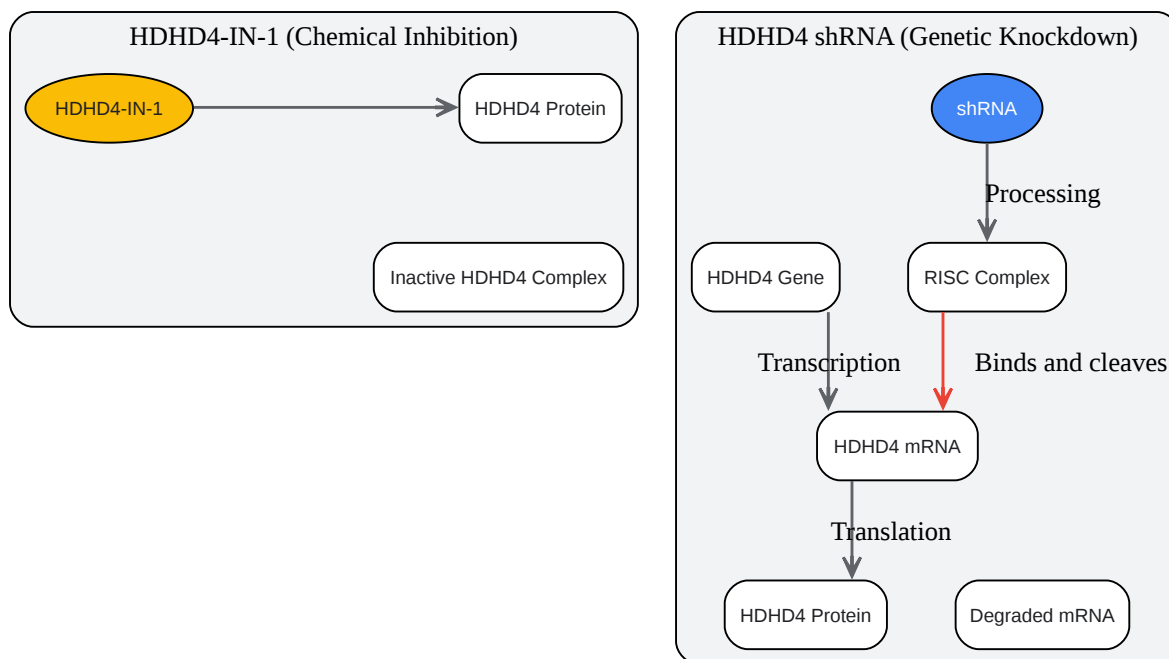 HDHD4-IN-1 (Chemical Inhibition)
HDHD4-IN-1
HDHD4 Protein
Inactive HDHD4 Complex
HDHD4 shRNA (Genetic Knockdown)
shRNA
Processing
HDHD4 Gene
RISC Complex
Transcription
Binds and cleaves
HDHD4 mRNA
Translation
HDHD4 Protein
Degraded mRNA